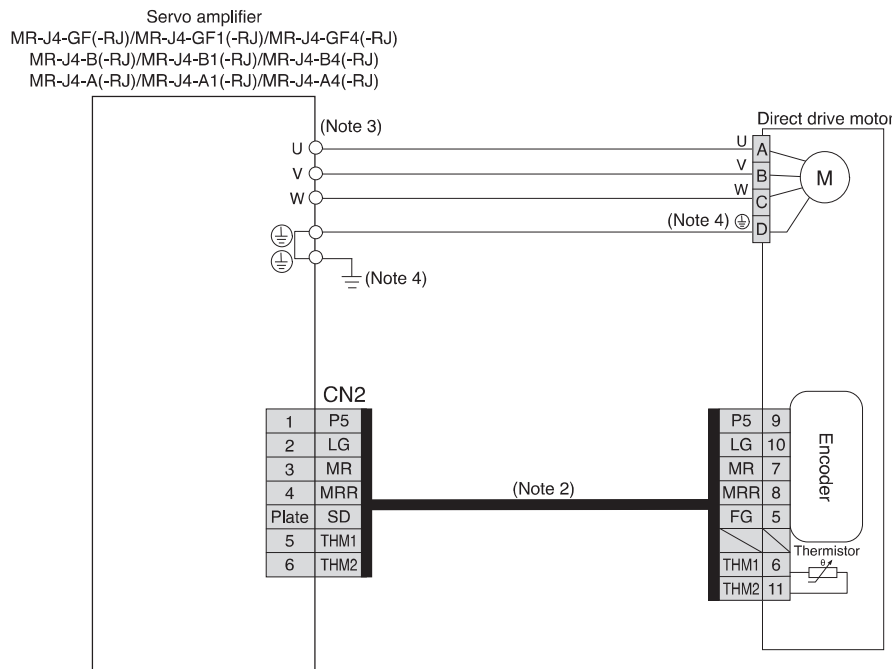 Servo amplifier
MR-J4-GF(-RJ)/MR-J4-GF1(-RJ)/MR-J4-GF4(-RJ)
MR-J4-B(-RJ)/MR-J4-B1(-RJ)/MR-J4-B4(-RJ)
MR-J4-A(-RJ)/MR-J4-A1(-RJ)/MR-J4-A4(-RJ)
Direct drive motor
(Note 3)
U U A
V V B
W W C
M
(Note 4) D
(Note 4)
CN2
1 P5
2 LG
3 MR
4 MRR
Plate SD
5 THM1
6 THM2
(Note 2)
P5 9
LG 10
MR 7
MRR 8
FG 5
THM1 6
THM2 11
Encoder
Thermistor
θ